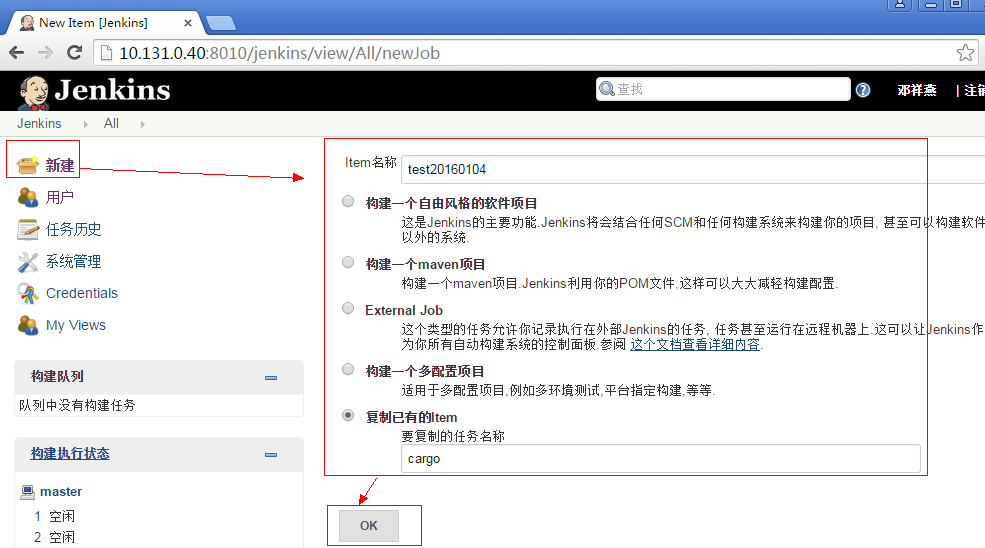 New Item [Jenkins]
10.131.0.40:8010/jenkins/view/All/newJob
Jenkins
查找
邓祥燕
| 注销
Jenkins
All
新建
用户
任务历史
系统管理
Credentials
My Views
构建队列
队列中没有构建任务
构建执行状态
master
1 空闲
2 空闲
Item名称
test20160104
构建一个自由风格的软件项目
这是Jenkins的主要功能.Jenkins将会结合任何SCM和任何构建系统来构建你的项目, 甚至可以构建软件
以外的系统.
构建一个maven项目
构建一个maven项目.Jenkins利用你的POM文件,这样可以大大减轻构建配置.
External Job
这个类型的任务允许你记录执行在外部Jenkins的任务, 任务甚至运行在远程机器上.这可以让Jenkins作
为你所有自动构建系统的控制面板.参阅 这个文档查看详细内容.
构建一个多配置项目
适用于多配置项目,例如多环境测试,平台指定构建,等等.
复制已有的Item
要复制的任务名称
cargo
OK